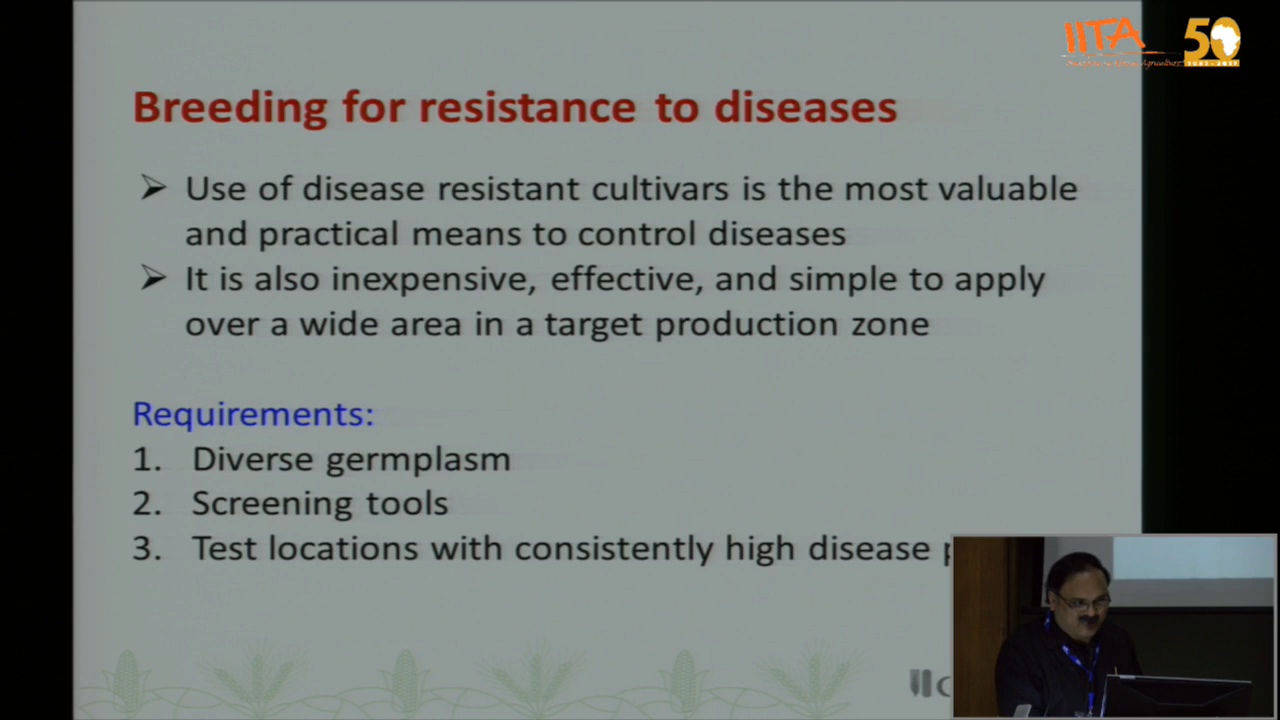 IITA
50
Breeding for resistance to diseases
Use of disease resistant cultivars is the most valuable
and practical means to control diseases
It is also inexpensive, effective, and simple to apply
over a wide area in a target production zone
Requirements:
1. Diverse germplasm
2. Screening tools
3. Test locations with consistently high disease